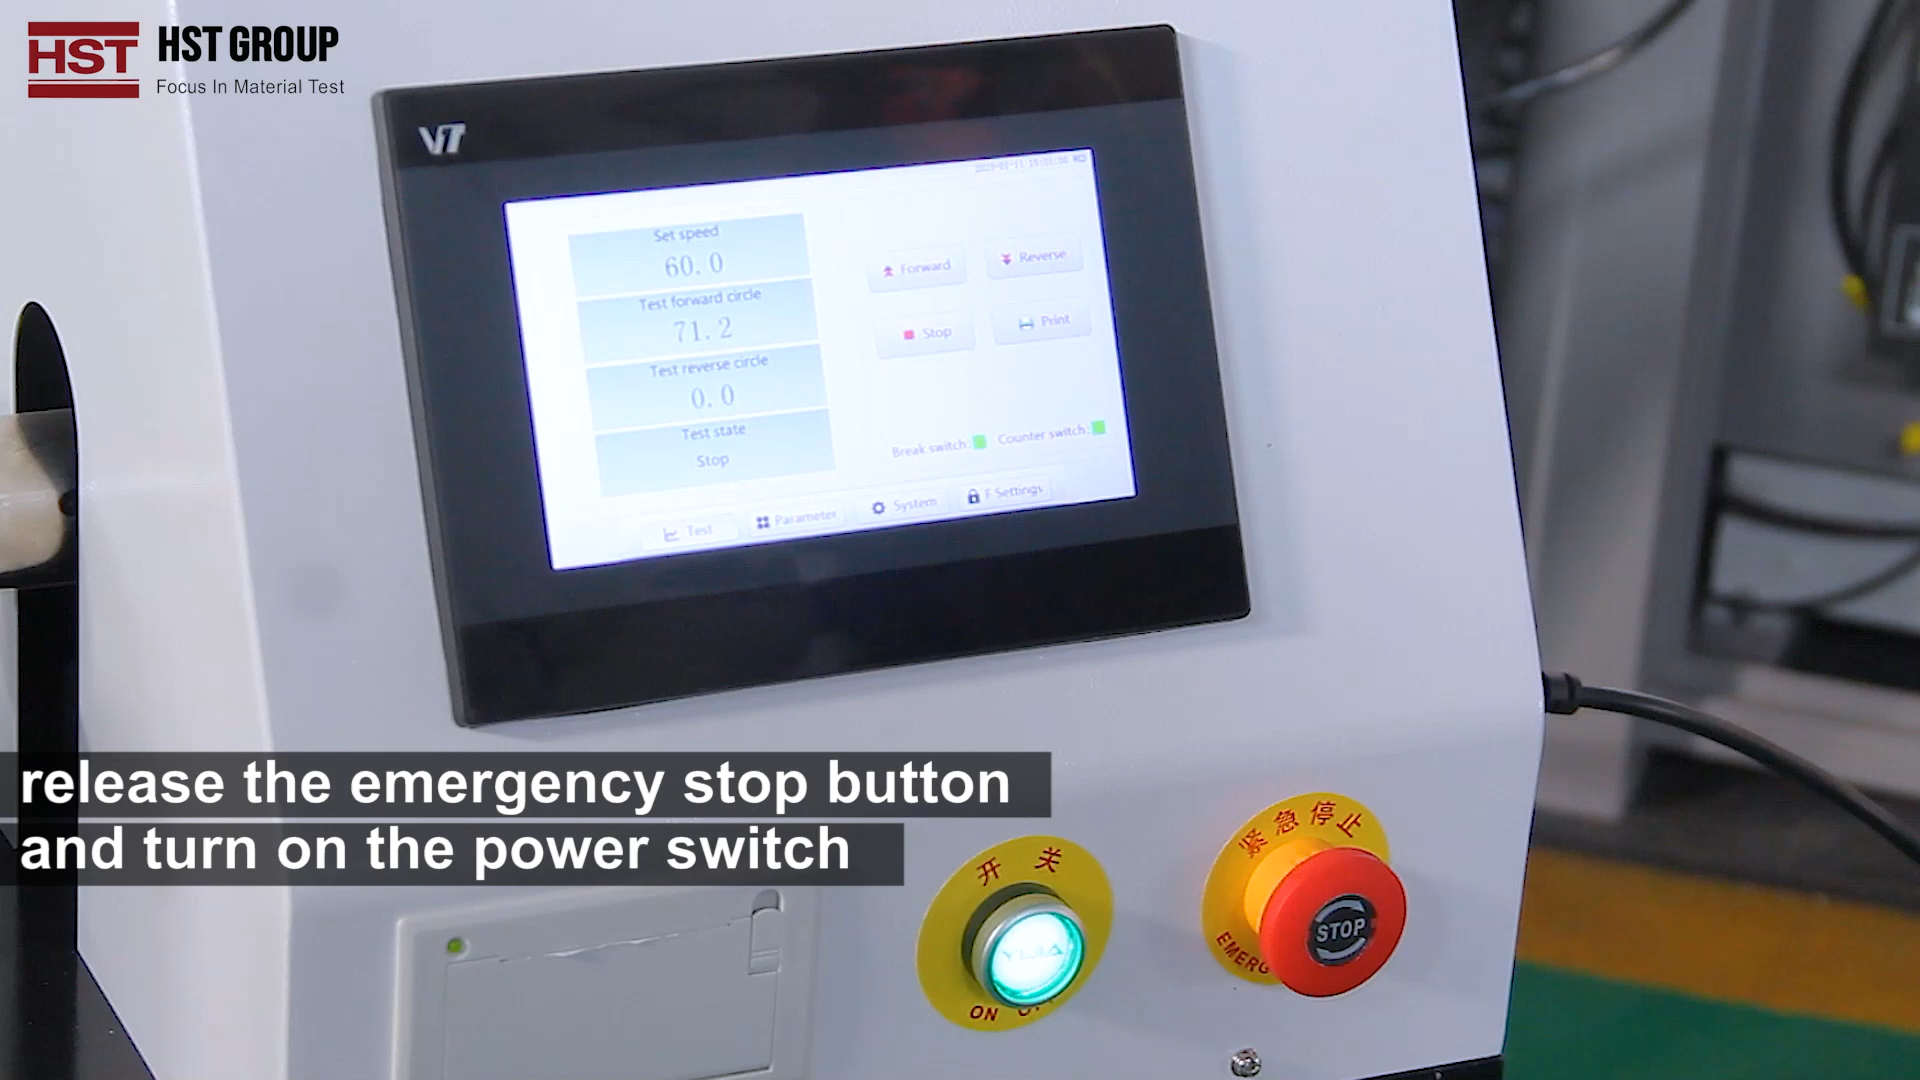 HST
HST GROUP
Focus In Material Test
VT
Set speed
60.0
Test forward circle
71.2
Test reverse circle
0.0
Test state
Stop
Forward
Reverse
Stop
Print
Break switch:
Counter switch:
Test
Parameter
System
F Settings
release the emergency stop button
and turn on the power switch
开 关
YIJIA
ON
紧急停止
STOP
EMERG